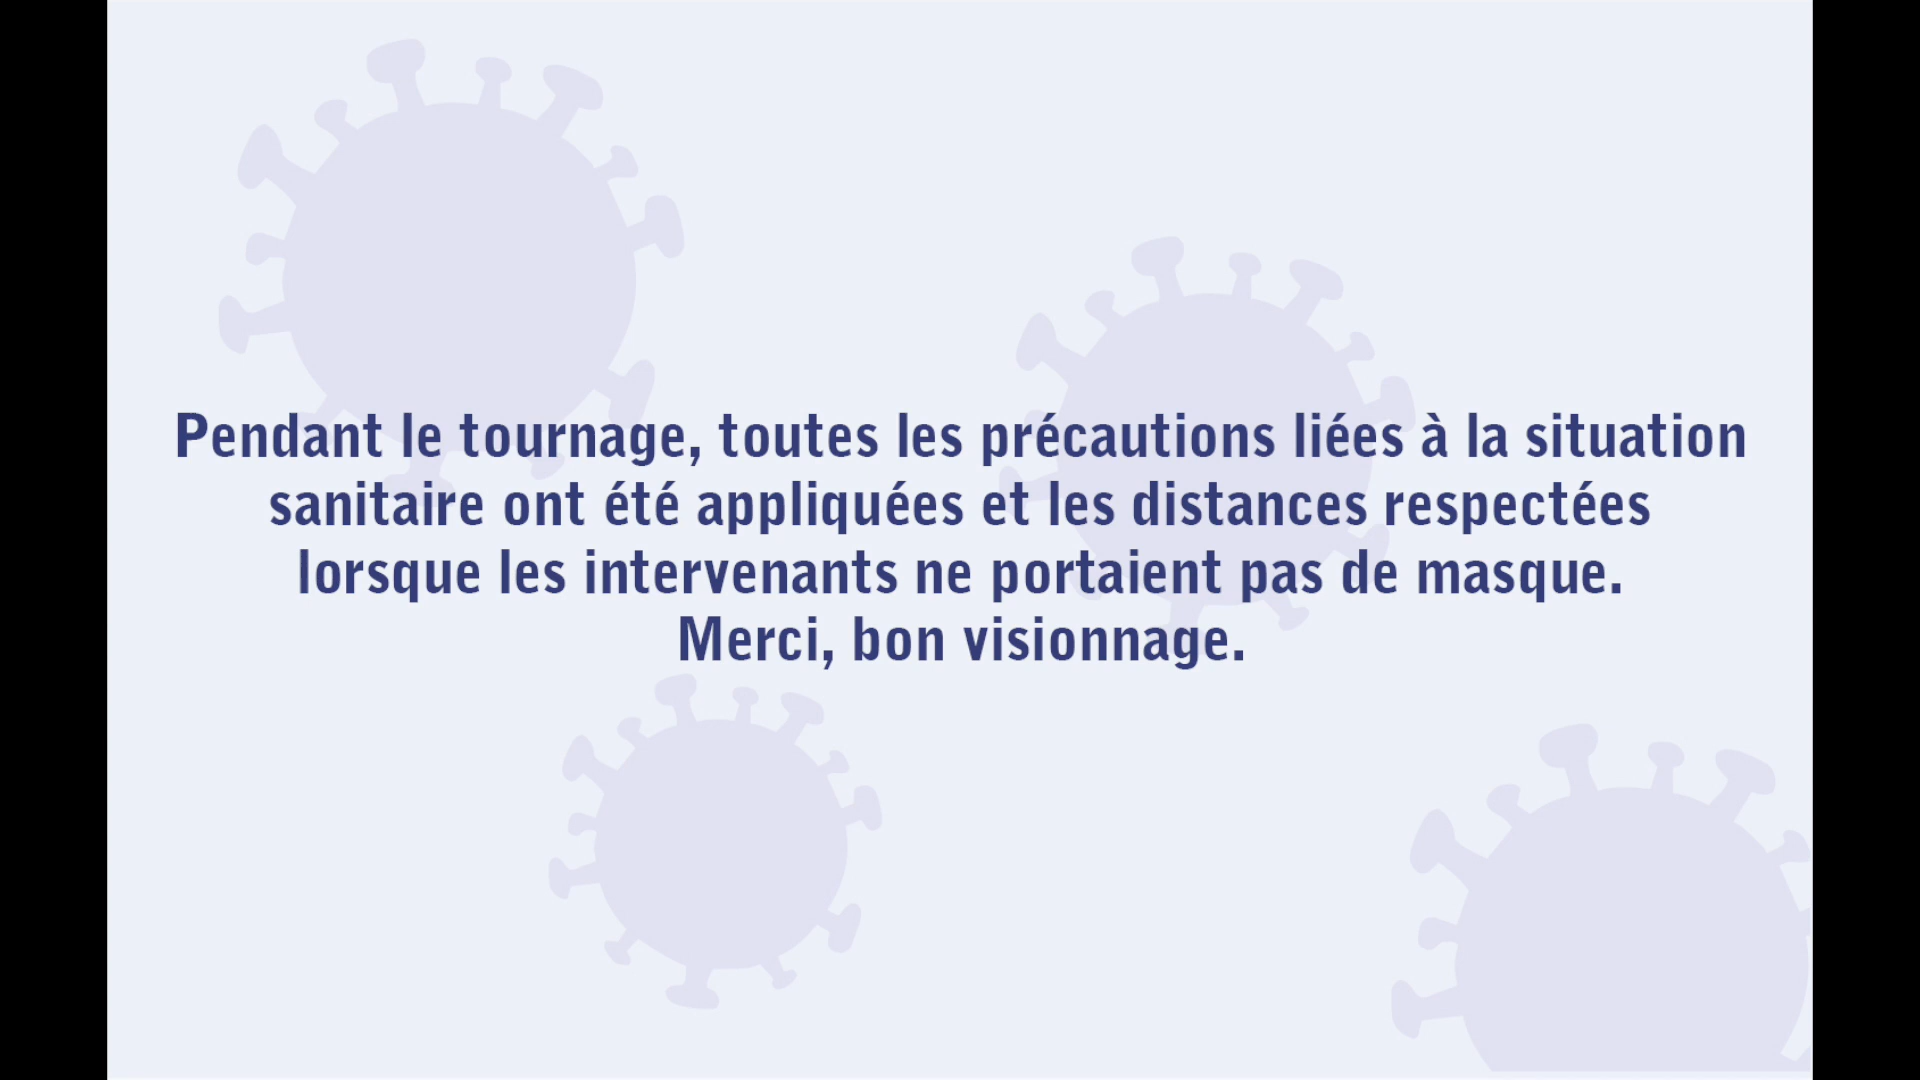 Pendant le tournage, toutes les précautions liées à la situation
sanitaire ont été appliquées et les distances respectées
lorsque les intervenants ne portaient pas de masque.
Merci, bon visionnage.